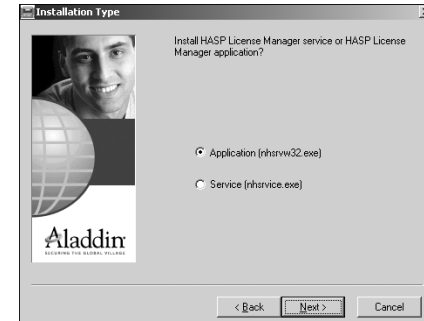 Installation Type
Install HASP License Manager service or HASP License
Manager application?
Application (nhsrvw32.exe)
Service (nhsrvice.exe)
Aladdin
SECURING THE GLOBAL VILLAGE
< Back
Next >
Cancel